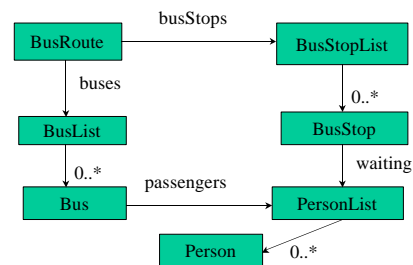 busStops
BusRoute
BusStopList
buses
0..*
BusList
BusStop
0..*
waiting
passengers
Bus
PersonList
Person
0..*